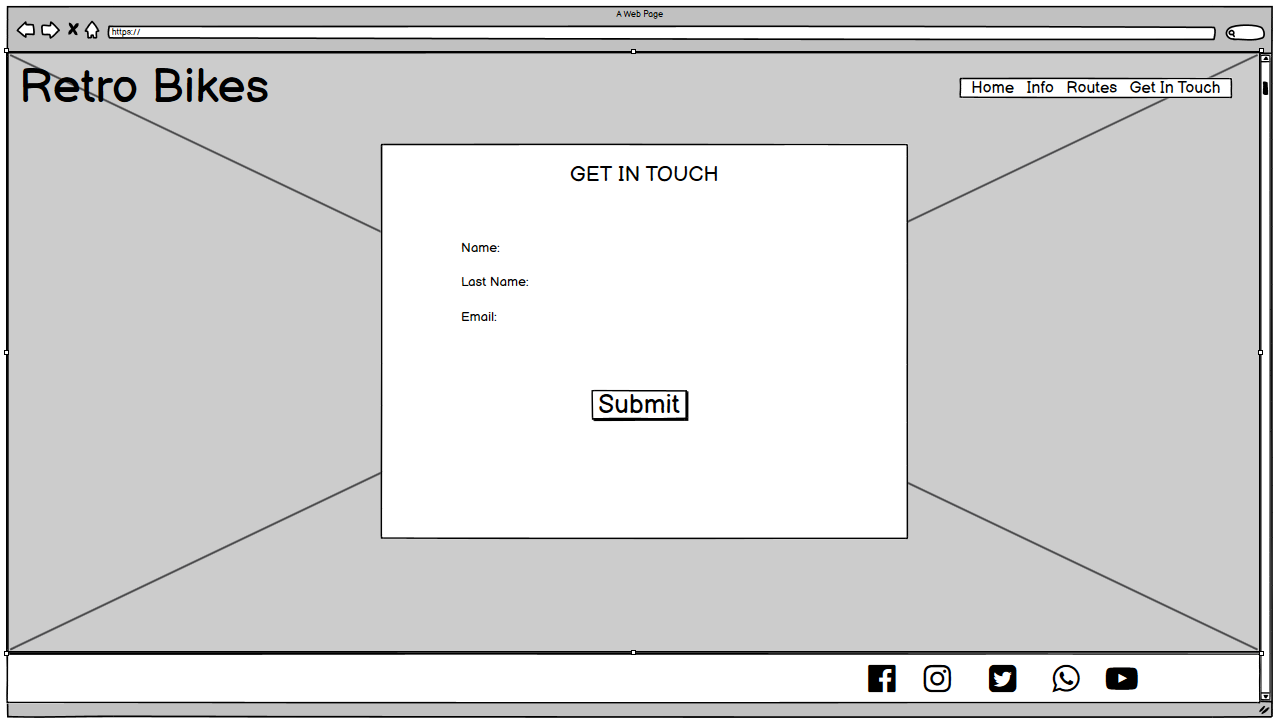 A Web Page
https://
Retro Bikes
Home Info Routes Get In Touch
GET IN TOUCH
Name:
Last Name:
Email:
Submit